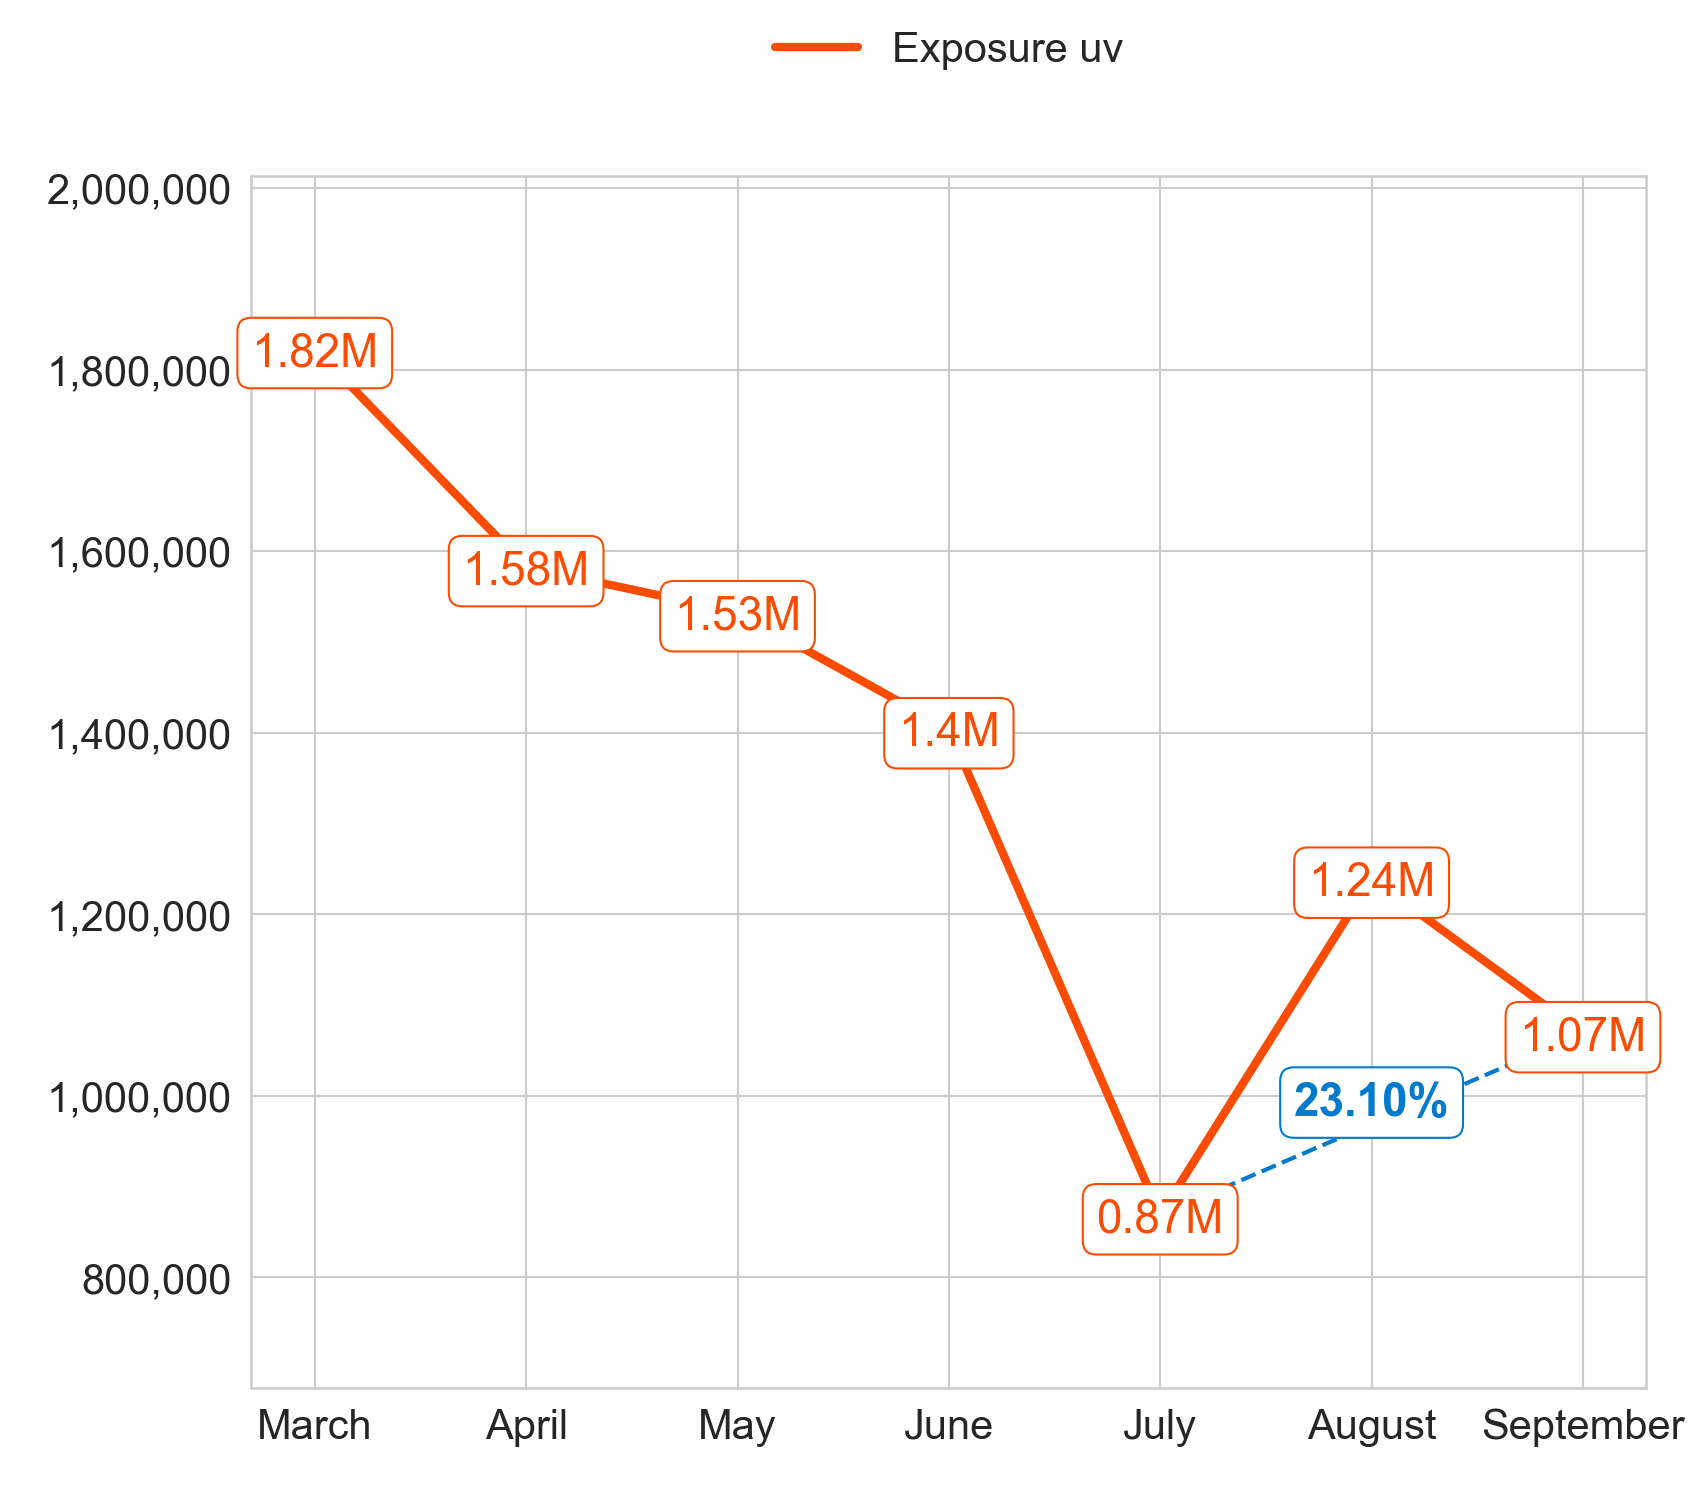 Exposure uv
2,000,000
1,800,000
1,600,000
1,400,000
1,200,000
1,000,000
800,000
1.82M
1.58M
1.53M
1.4M
0.87M
1.24M
1.07M
23.10%
March April May June July August September